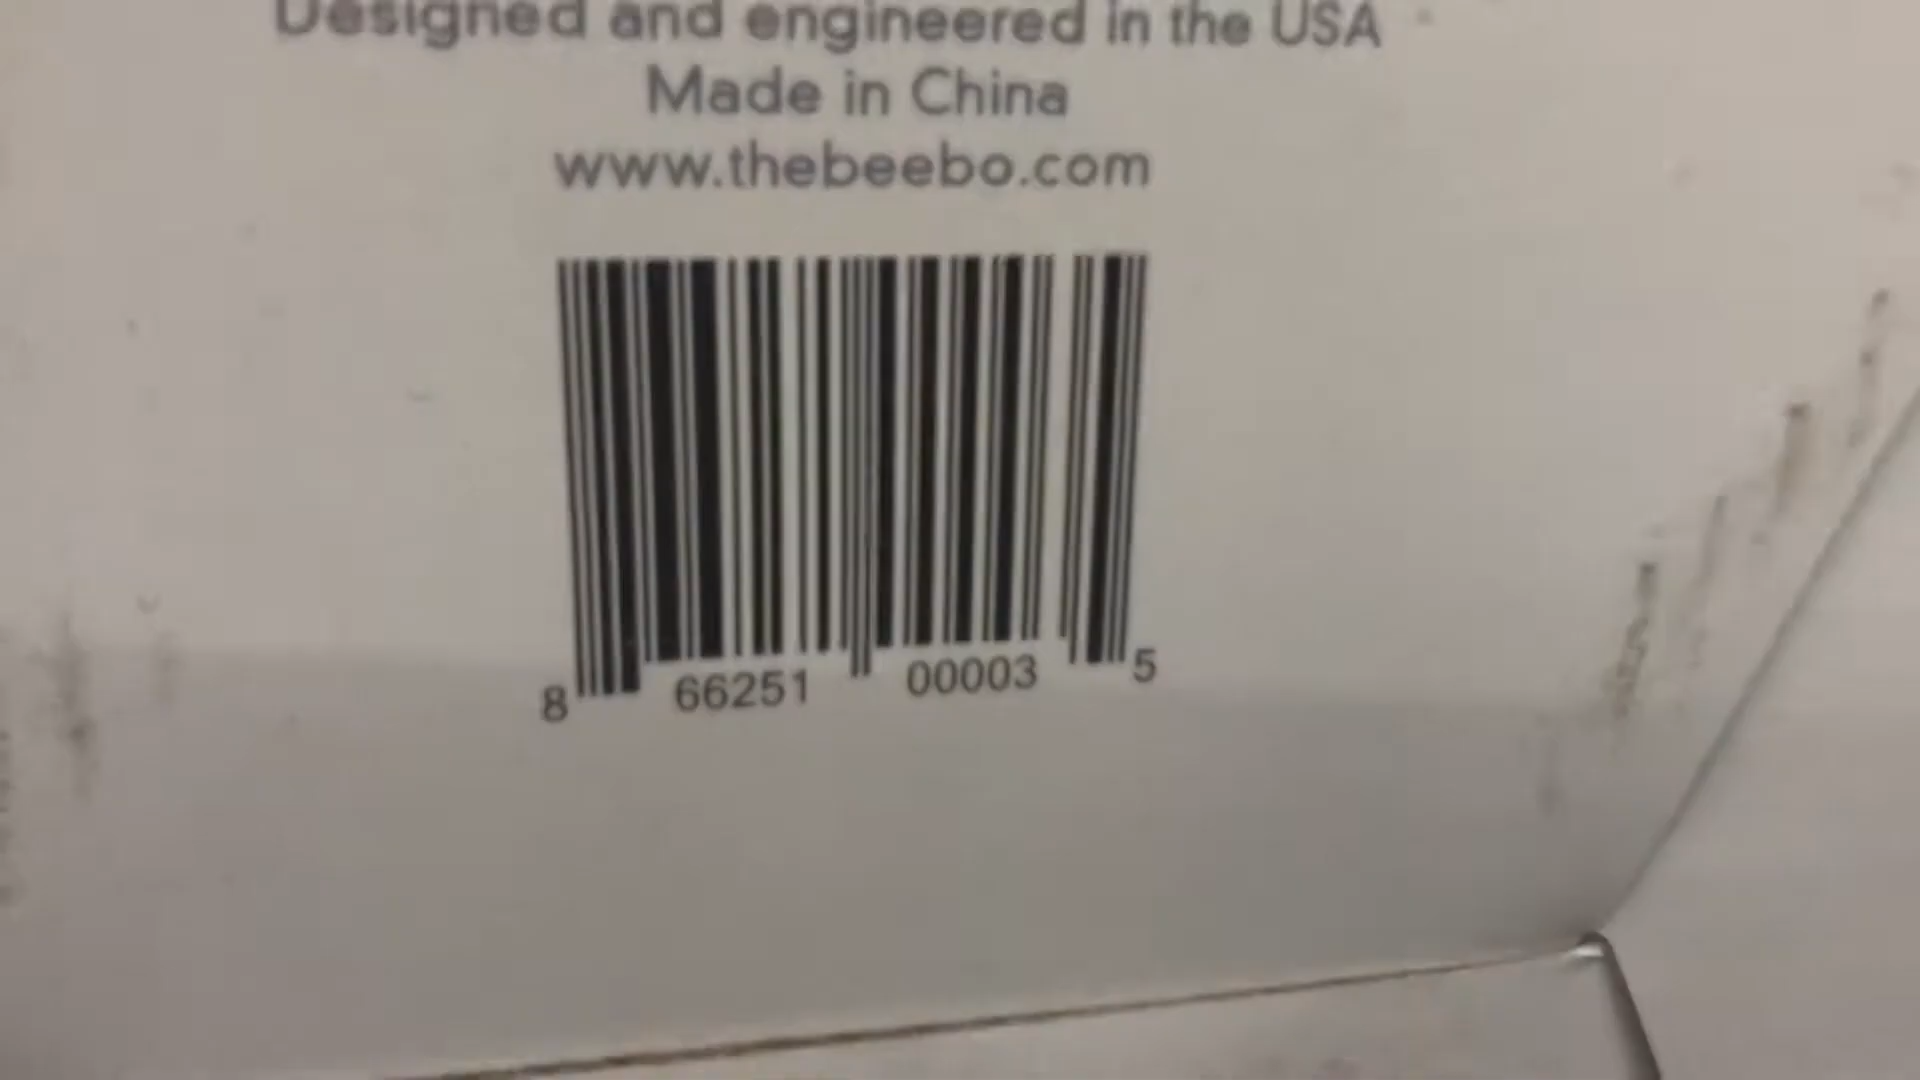 Designed and engineered in the USA
Made in China
www.thebeebo.com
8 66251 00003 5